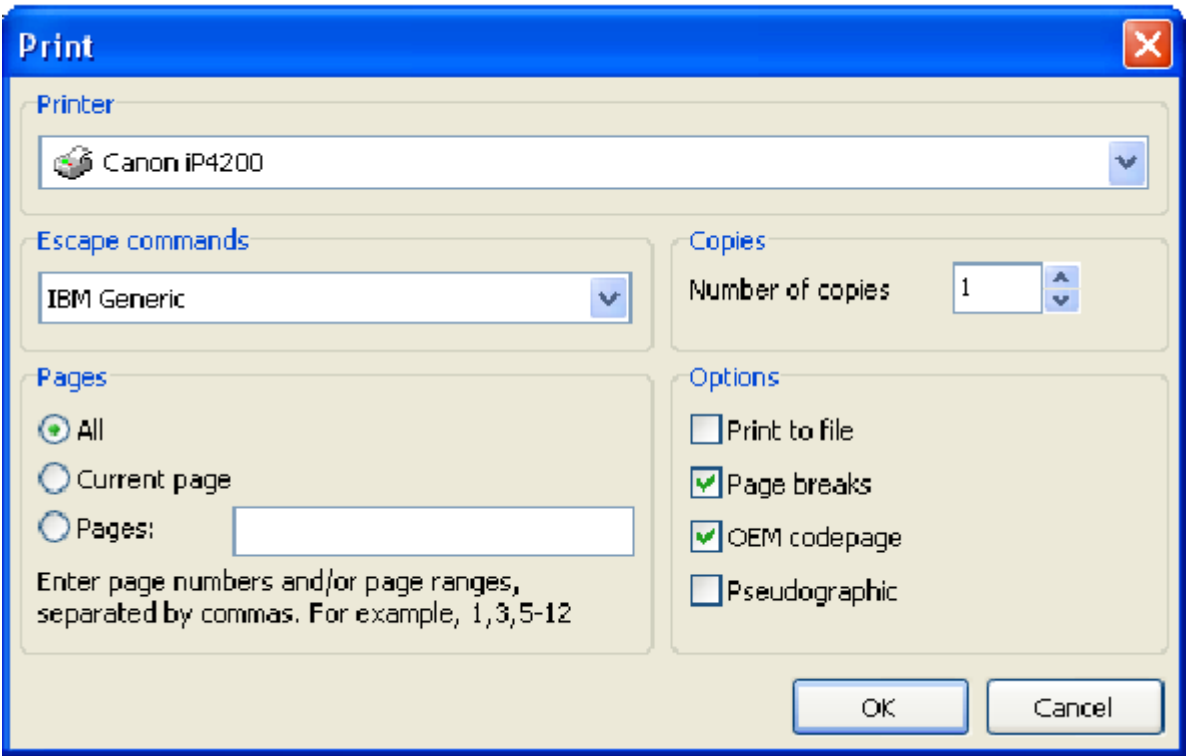 Print
Printer
Canon iP4200
Escape commands
IBM Generic
Copies
Number of copies 1
Pages
All
Current page
Pages:
Enter page numbers and/or page ranges,
separated by commas. For example, 1,3,5-12
Options
Print to file
Page breaks
OEM codepage
Pseudographic
OK Cancel